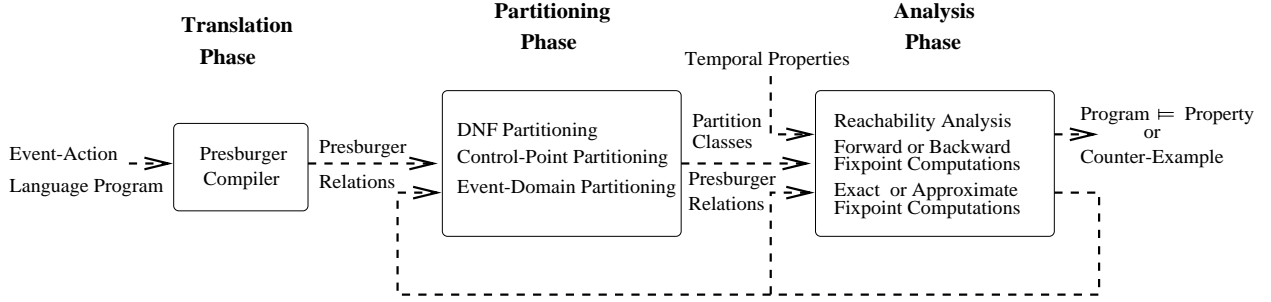 Translation
Phase
Partitioning
Phase
Analysis
Phase
Event-Action
Language Program
Presburger
Compiler
Presburger
Relations
DNF Partitioning
Control-Point Partitioning
Event-Domain Partitioning
Temporal Properties
Partition
Classes
Presburger
Relations
Reachability Analysis
Forward or Backward
Fixpoint Computations
Exact or Approximate
Fixpoint Computations
Program ⊨ Property
or
Counter-Example